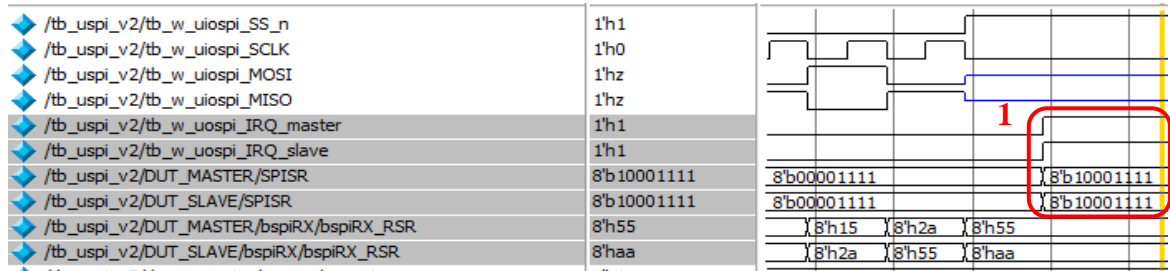 /tb_uspi_v2/tb_w_uiospi_SS_n 1'h1
/tb_uspi_v2/tb_w_uiospi_SCLK 1'h0
/tb_uspi_v2/tb_w_uiospi_MOSI 1'hz
/tb_uspi_v2/tb_w_uiospi_MISO 1'hz
/tb_uspi_v2/tb_w_uospi_IRQ_master 1'h1 1
/tb_uspi_v2/tb_w_uospi_IRQ_slave 1'h1
/tb_uspi_v2/DUT_MASTER/SPISR 8'b10001111 8'b00001111 8'b10001111
/tb_uspi_v2/DUT_SLAVE/SPISR 8'b10001111 8'b00001111 8'b10001111
/tb_uspi_v2/DUT_MASTER/bspiRX/bspiRX_RSR 8'h55 8'h15 8'h2a 8'h55
/tb_uspi_v2/DUT_SLAVE/bspiRX/bspiRX_RSR 8'haa 8'h2a 8'h55 8'haa